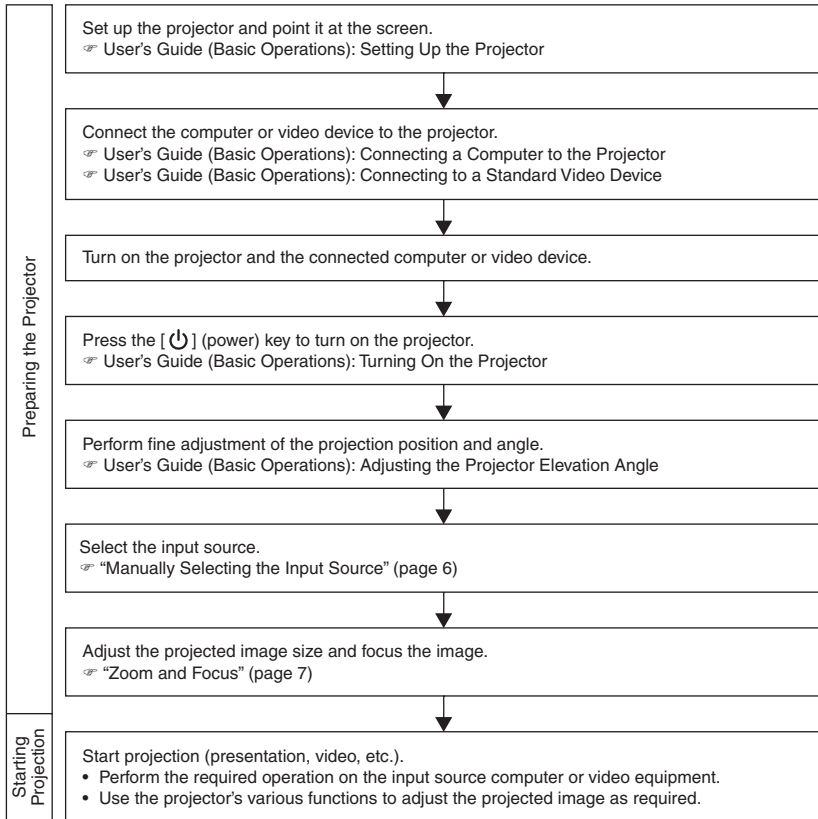 Preparing the Projector
Set up the projector and point it at the screen.
☞ User's Guide (Basic Operations): Setting Up the Projector
Connect the computer or video device to the projector.
☞ User's Guide (Basic Operations): Connecting a Computer to the Projector
☞ User's Guide (Basic Operations): Connecting to a Standard Video Device
Turn on the projector and the connected computer or video device.
Press the [⏻] (power) key to turn on the projector.
☞ User's Guide (Basic Operations): Turning On the Projector
Perform fine adjustment of the projection position and angle.
☞ User's Guide (Basic Operations): Adjusting the Projector Elevation Angle
Select the input source.
☞ “Manually Selecting the Input Source” (page 6)
Adjust the projected image size and focus the image.
☞ “Zoom and Focus” (page 7)
Starting
Projection
Start projection (presentation, video, etc.).
• Perform the required operation on the input source computer or video equipment.
• Use the projector's various functions to adjust the projected image as required.